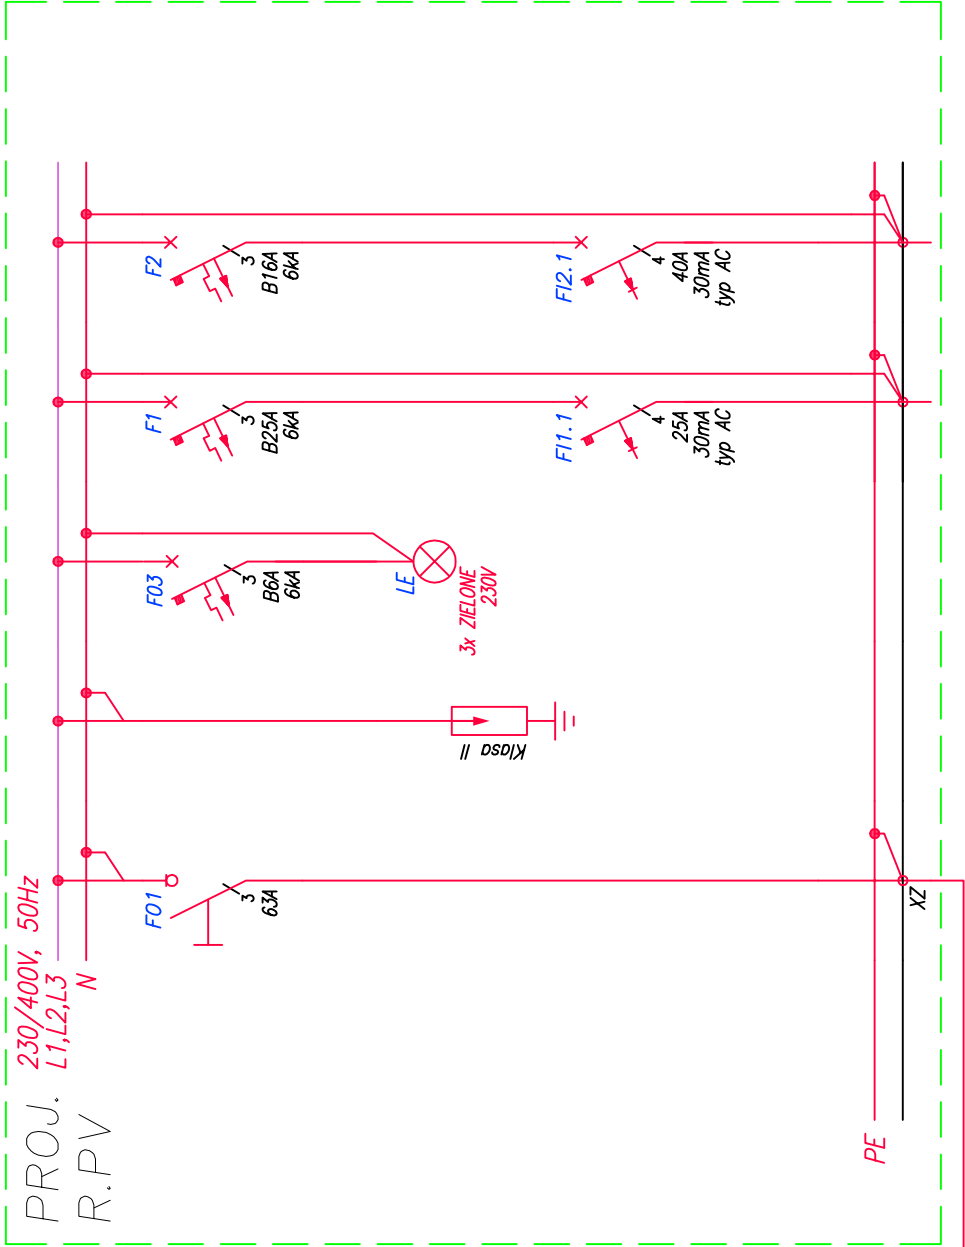 PROJ.
R.PV
230/400V, 50Hz
L1,L2,L3
N
FO1
3
63A
Klasa II
F03
3
B6A
6kA
LE
3x ZIELONE
230V
F1
3
B25A
6kA
FI1.1
4
25A
30mA
typ AC
F2
3
B16A
6kA
FI2.1
4
40A
30mA
typ AC
PE
XZ